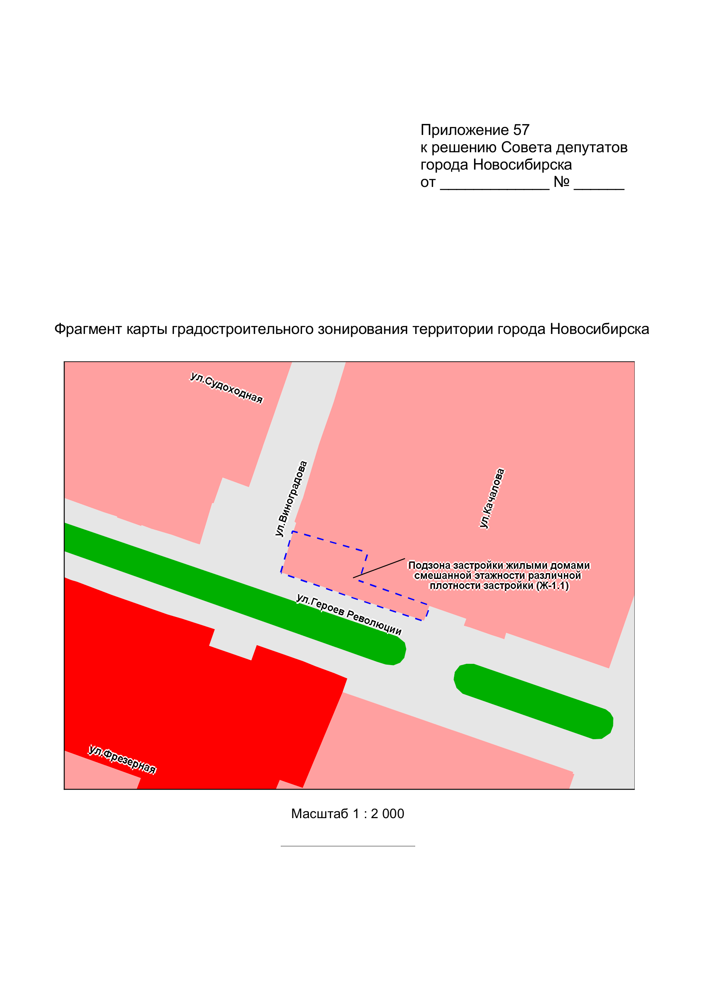 Приложение 57
к решению Совета депутатов
города Новосибирска
от _____________ № ______
Фрагмент карты градостроительного зонирования территории города Новосибирска
ул.Судоходная
ул.Виноградова
ул.Качалова
Подзона застройки жилыми домами
смешанной этажности различной
плотности застройки (Ж-1.1)
ул.Героев Революции
ул.Фрезерная
Масштаб 1 : 2 000